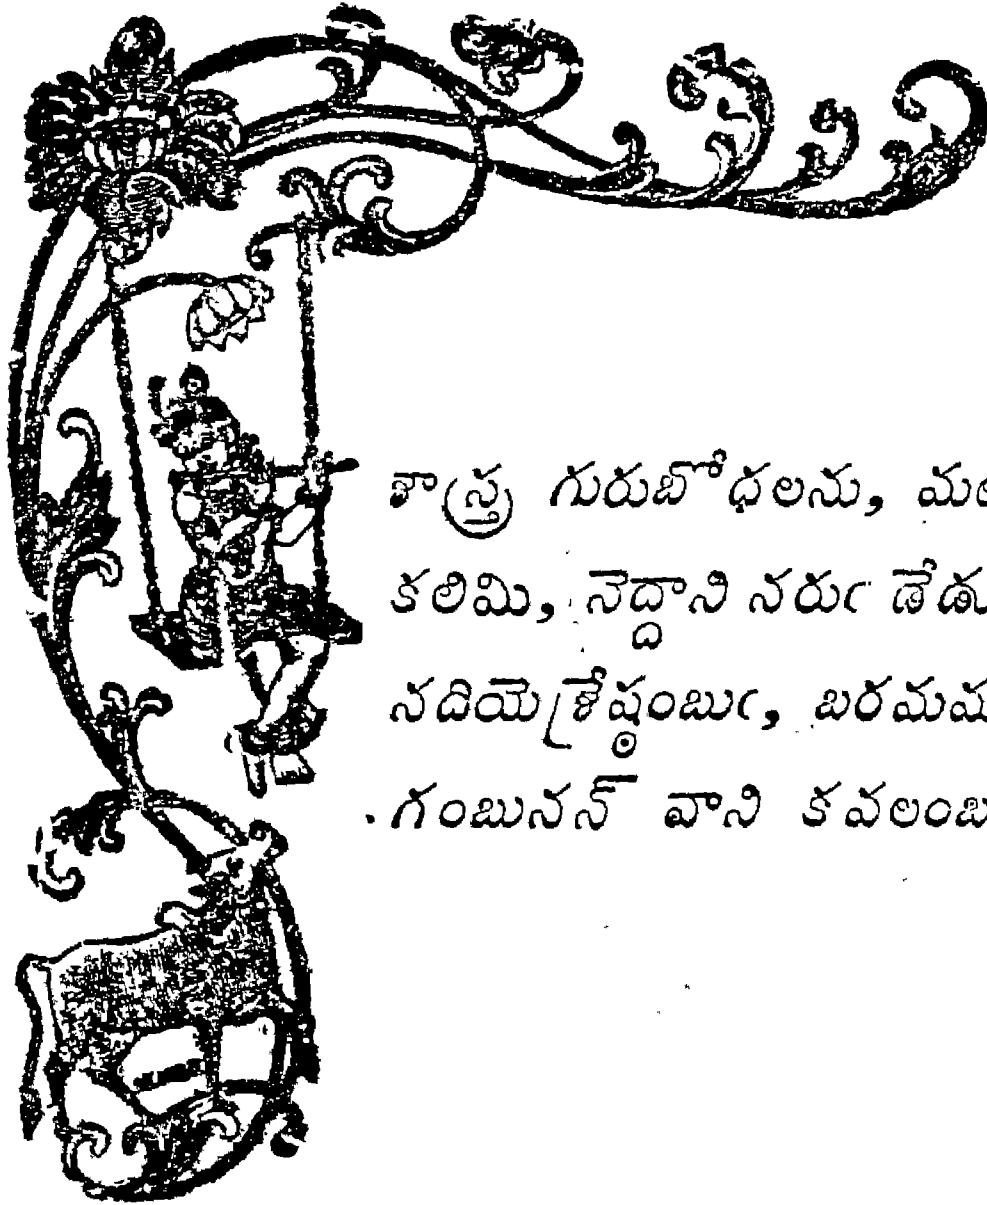 శాస్త్ర గురుబోధలను,
కలిమి, నెద్దాని నరుఁ
నదియెశ్రేష్ఠంబుఁ,
గంబునన్ వాని